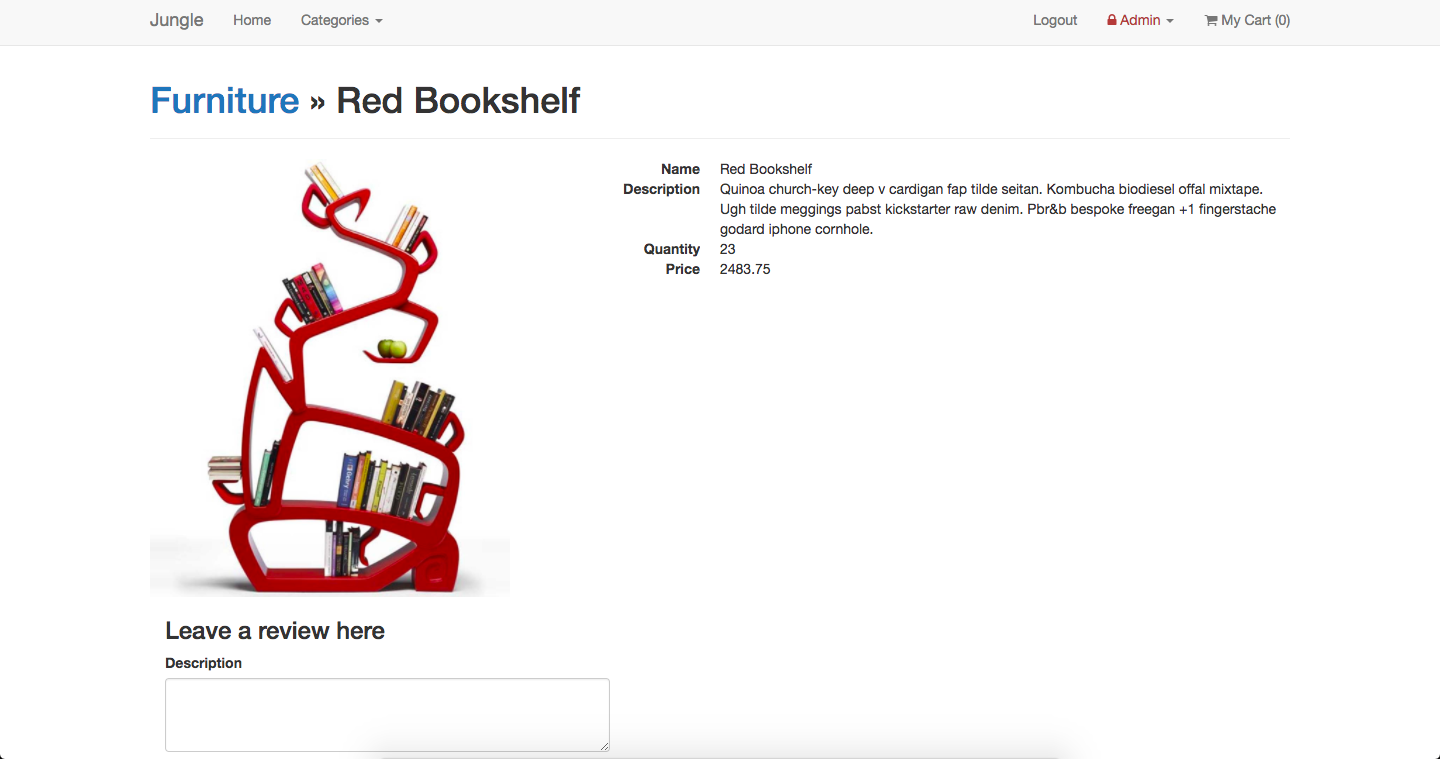 Jungle Home Categories Logout Admin My Cart (0)
Furniture » Red Bookshelf
Name Red Bookshelf
Description Quinoa church-key deep v cardigan fap tilde seitan. Kombucha biodiesel offal mixtape.
Ugh tilde meggings pabst kickstarter raw denim. Pbr&b bespoke freegan +1 fingerstache
godard iphone cornhole.
Quantity 23
Price 2483.75
Leave a review here
Description